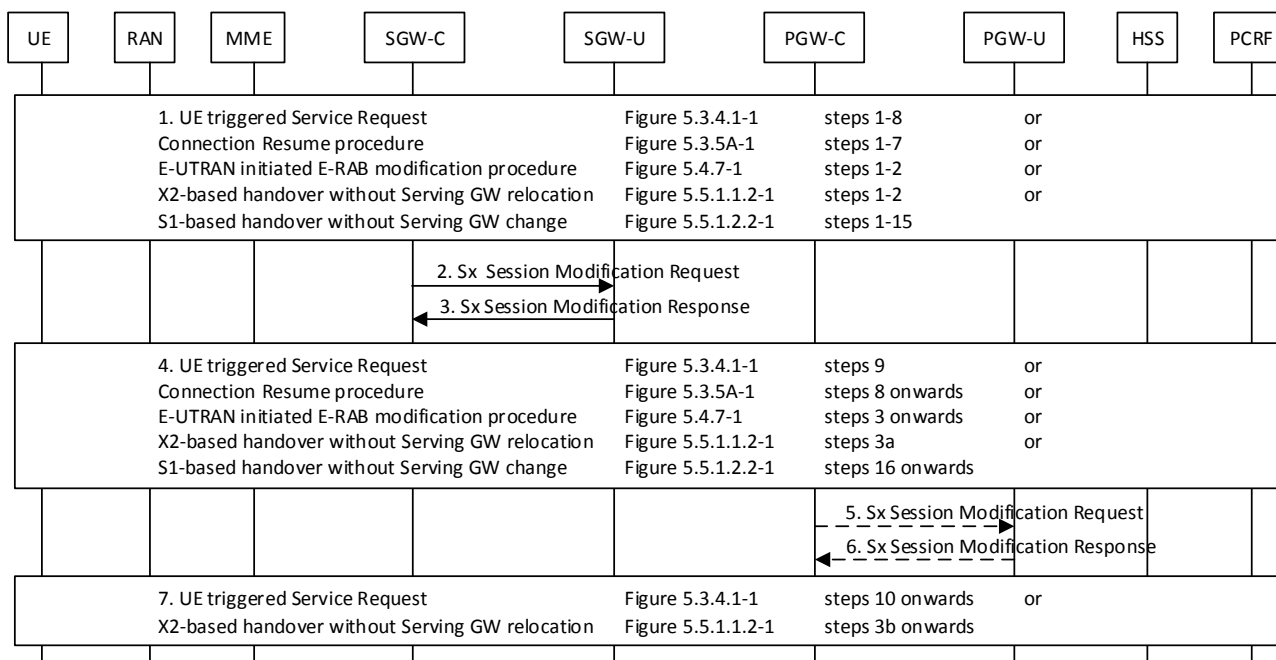 UE RAN MME SGW-C SGW-U PGW-C PGW-U HSS PCRF
1. UE triggered Service Request Figure 5.3.4.1-1 steps 1-8 or
Connection Resume procedure Figure 5.3.5A-1 steps 1-7 or
E-UTRAN initiated E-RAB modification procedure Figure 5.4.7-1 steps 1-2 or
X2-based handover without Serving GW relocation Figure 5.5.1.1.2-1 steps 1-2 or
S1-based handover without Serving GW change Figure 5.5.1.2.2-1 steps 1-15
2. Sx Session Modification Request
3. Sx Session Modification Response
4. UE triggered Service Request Figure 5.3.4.1-1 steps 9 or
Connection Resume procedure Figure 5.3.5A-1 steps 8 onwards or
E-UTRAN initiated E-RAB modification procedure Figure 5.4.7-1 steps 3 onwards or
X2-based handover without Serving GW relocation Figure 5.5.1.1.2-1 steps 3a or
S1-based handover without Serving GW change Figure 5.5.1.2.2-1 steps 16 onwards
5. Sx Session Modification Request
6. Sx Session Modification Response
7. UE triggered Service Request Figure 5.3.4.1-1 steps 10 onwards or
X2-based handover without Serving GW relocation Figure 5.5.1.1.2-1 steps 3b onwards